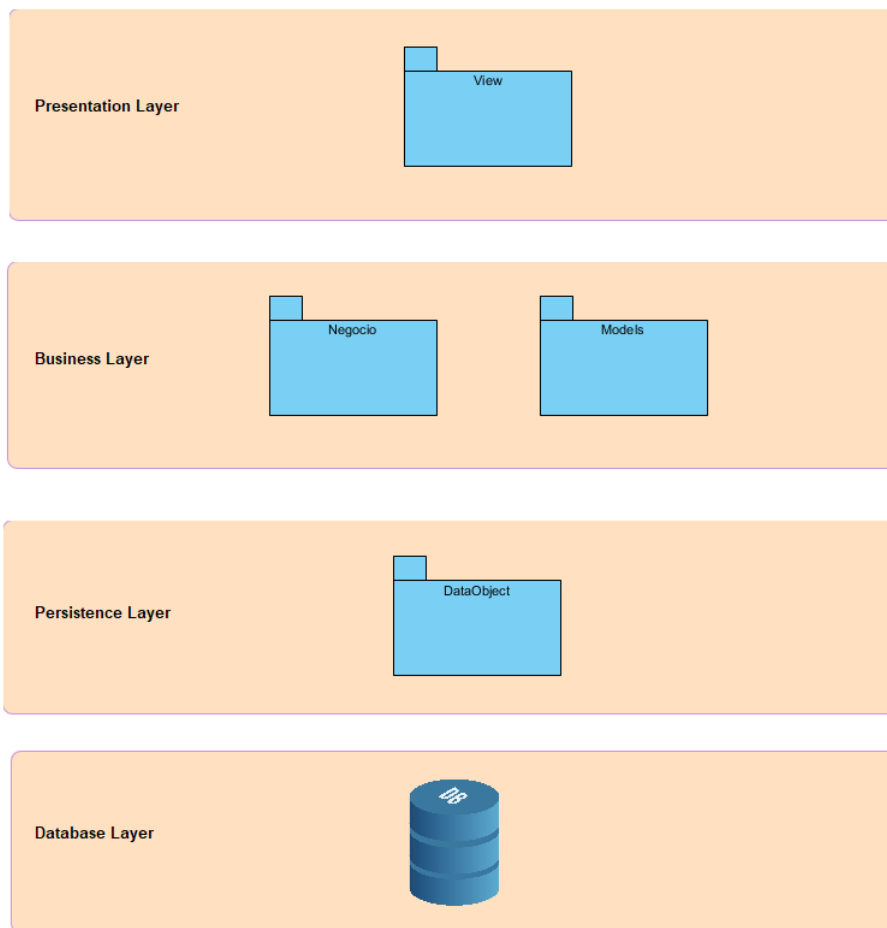 View
Presentation Layer
Negocio
Models
Business Layer
DataObject
Persistence Layer
DB
Database Layer